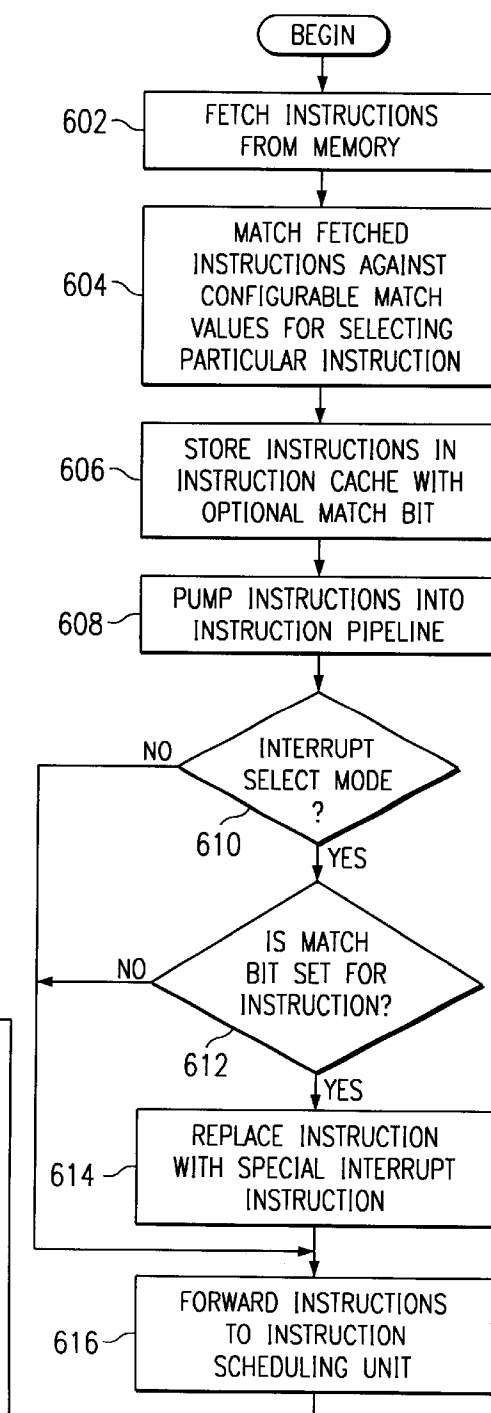 BEGIN
602
FETCH INSTRUCTIONS
FROM MEMORY
604
MATCH FETCHED
INSTRUCTIONS AGAINST
CONFIGURABLE MATCH
VALUES FOR SELECTING
PARTICULAR INSTRUCTION
606
STORE INSTRUCTIONS IN
INSTRUCTION CACHE WITH
OPTIONAL MATCH BIT
608
PUMP INSTRUCTIONS INTO
INSTRUCTION PIPELINE
NO
INTERRUPT
SELECT MODE
?
610
YES
NO
IS MATCH
BIT SET FOR
INSTRUCTION?
612
YES
614
REPLACE INSTRUCTION
WITH SPECIAL INTERRUPT
INSTRUCTION
616
FORWARD INSTRUCTIONS
TO INSTRUCTION
SCHEDULING UNIT